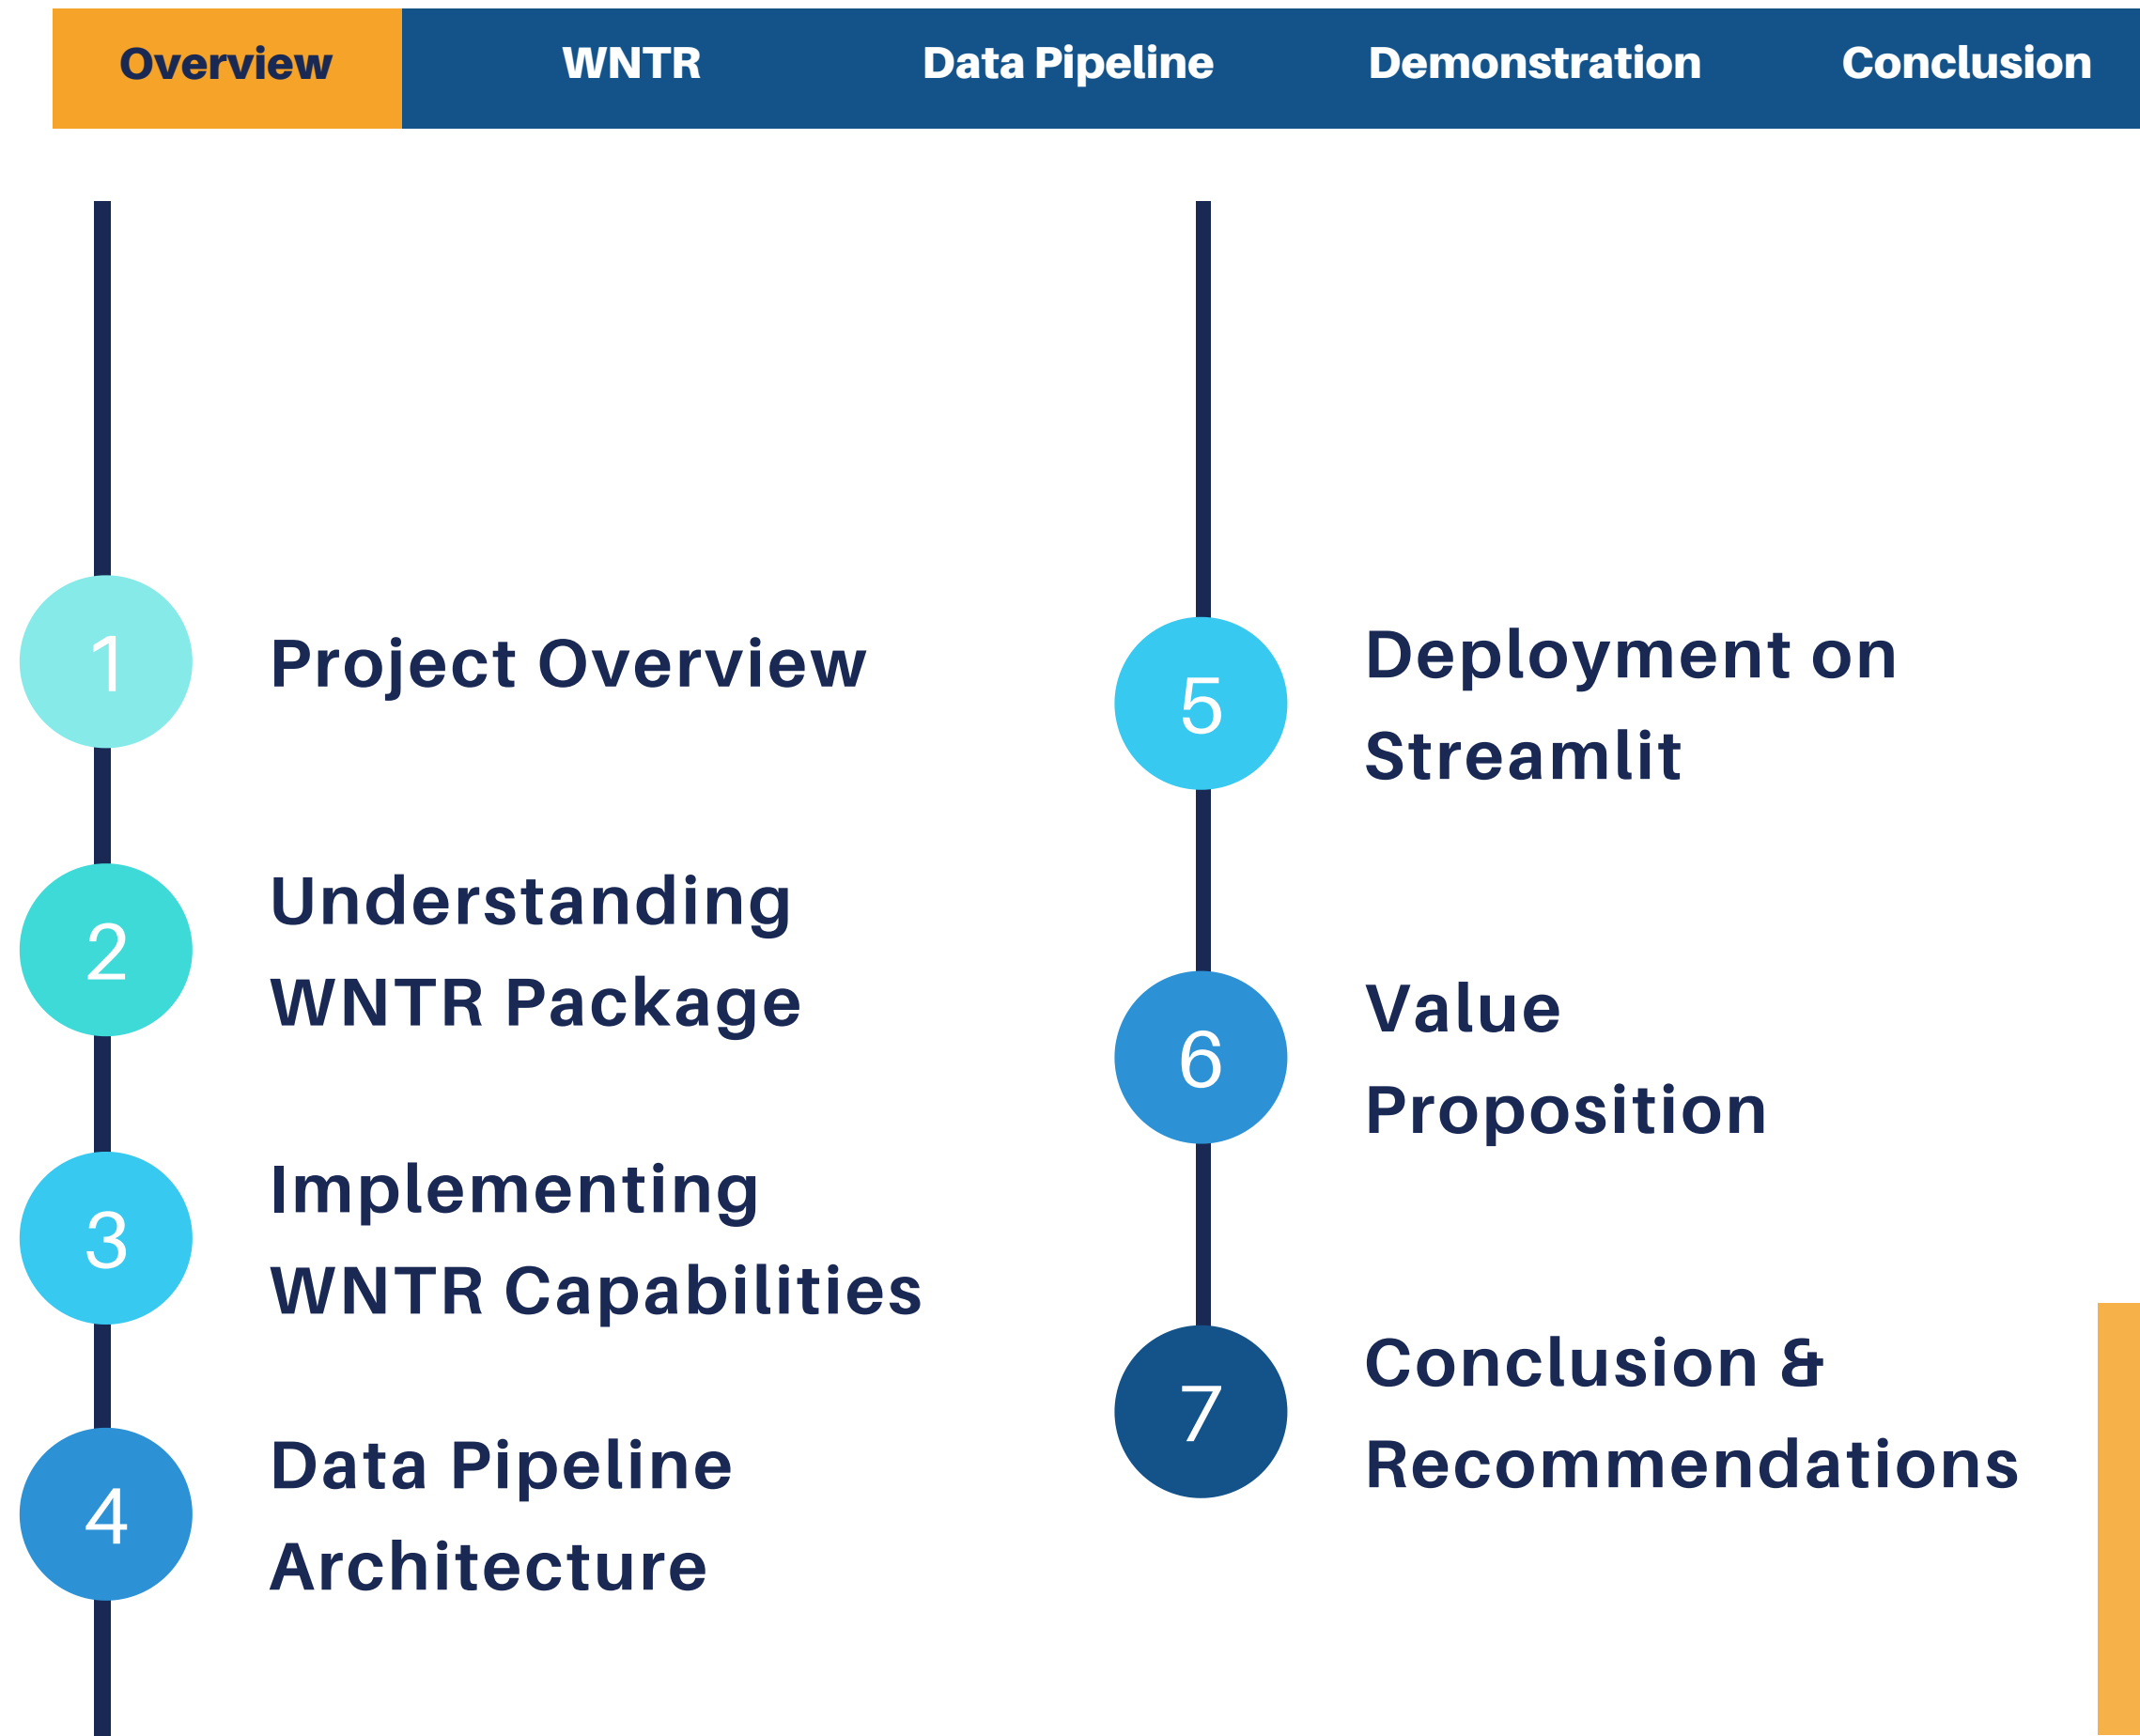 Overview WNTR Data Pipeline Demonstration Conclusion
1
Project Overview
2
Understanding
WNTR Package
3
Implementing
WNTR Capabilities
4
Data Pipeline
Architecture
5
Deployment on
Streamlit
6
Value
Proposition
7
Conclusion &
Recommendations